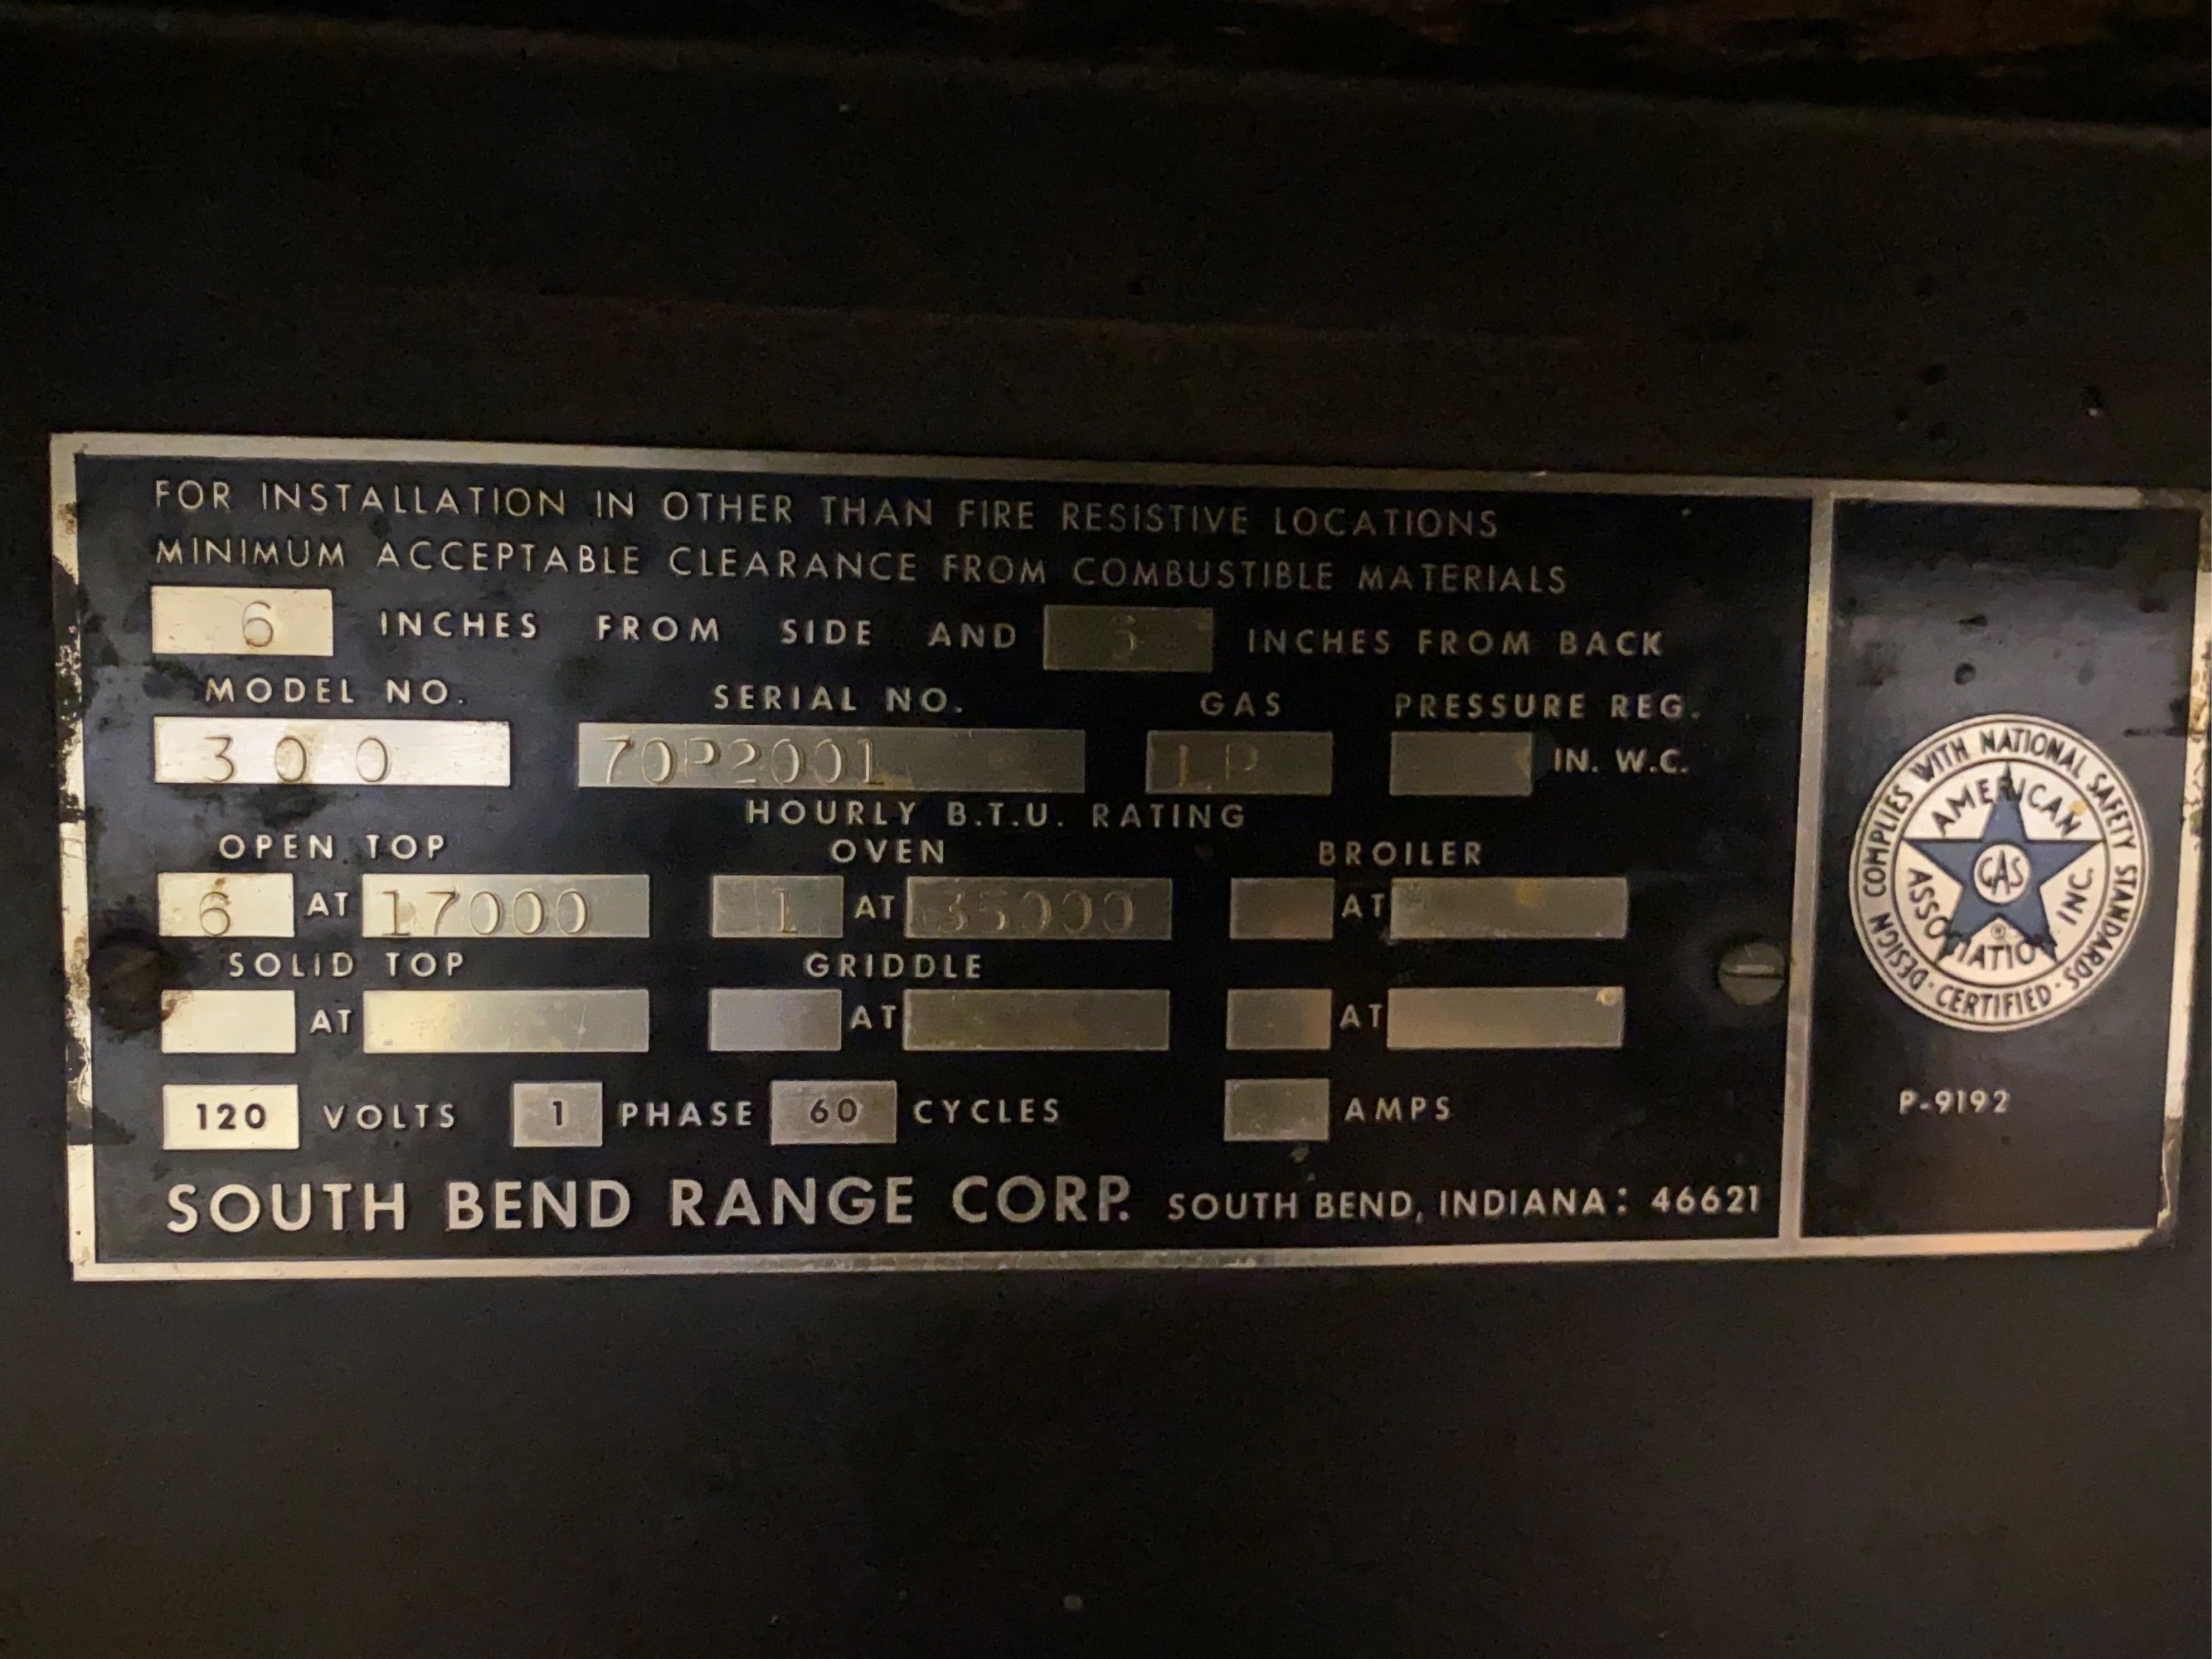 FOR INSTALLATION IN OTHER THAN FIRE RESISTIVE LOCATIONS
MINIMUM ACCEPTABLE CLEARANCE FROM COMBUSTIBLE MATERIALS
6 INCHES FROM SIDE AND INCHES FROM BACK
MODEL NO. SERIAL NO. GAS PRESSURE REG.
300 70P2001 LP IN. W.C.
HOURLY B.T.U. RATING
OPEN TOP OVEN BROILER
6 AT 17000 1 AT 35000 AT
SOLID TOP GRIDDLE
AT AT AT
120 VOLTS 1 PHASE 60 CYCLES AMPS
SOUTH BEND RANGE CORP. SOUTH BEND, INDIANA: 46621
DESIGN COMPLIES WITH NATIONAL SAFETY STANDARDS · CERTIFIED ·
AMERICAN
GAS
ASSOCIATION INC.
®
P-9192